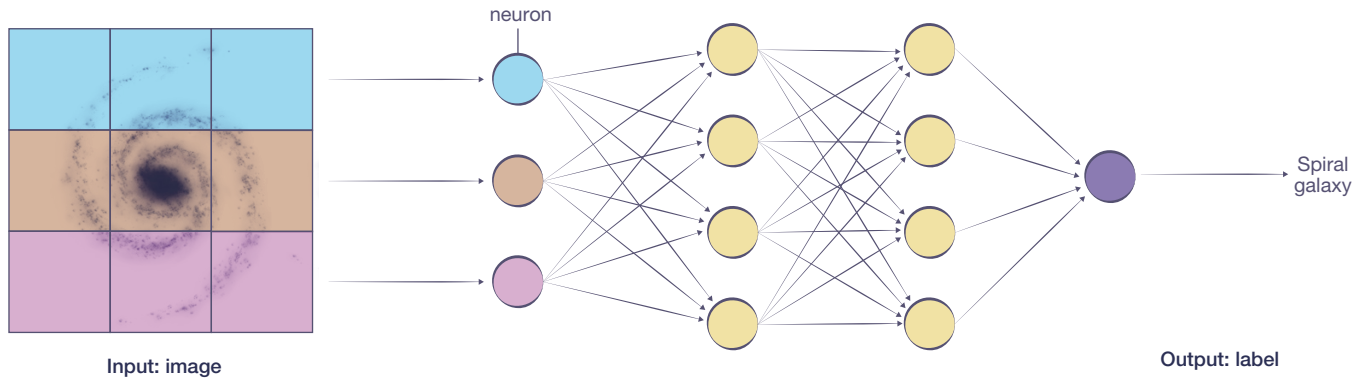 neuron
Spiral
galaxy
Input: image
Output: label